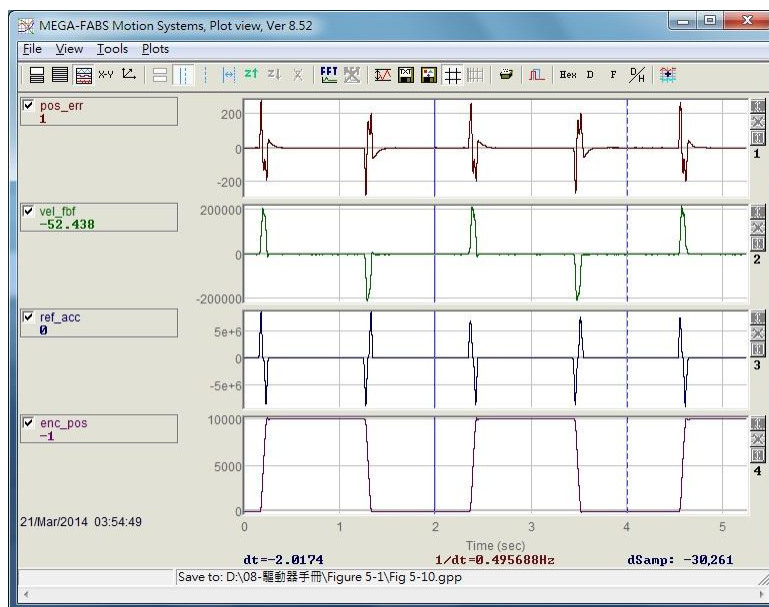 MEGA-FABS Motion Systems, Plot view, Ver 8.52
File View Tools Plots
X-Y FFT TXT Hex D F D/H
pos_err
1
200
0
-200
1
vel_fbf
-52.438
200000
0
-200000
2
ref_acc
0
5e+6
0
-5e+6
3
enc_pos
-1
10000
5000
0
4
21/Mar/2014 03:54:49
0 1 2 3 4 5
Time (sec)
dt=-2.0174 1/dt=0.495688Hz dSamp: -30,261
Save to: D:\08-驅動器手冊\Figure 5-1\Fig 5-10.gpp